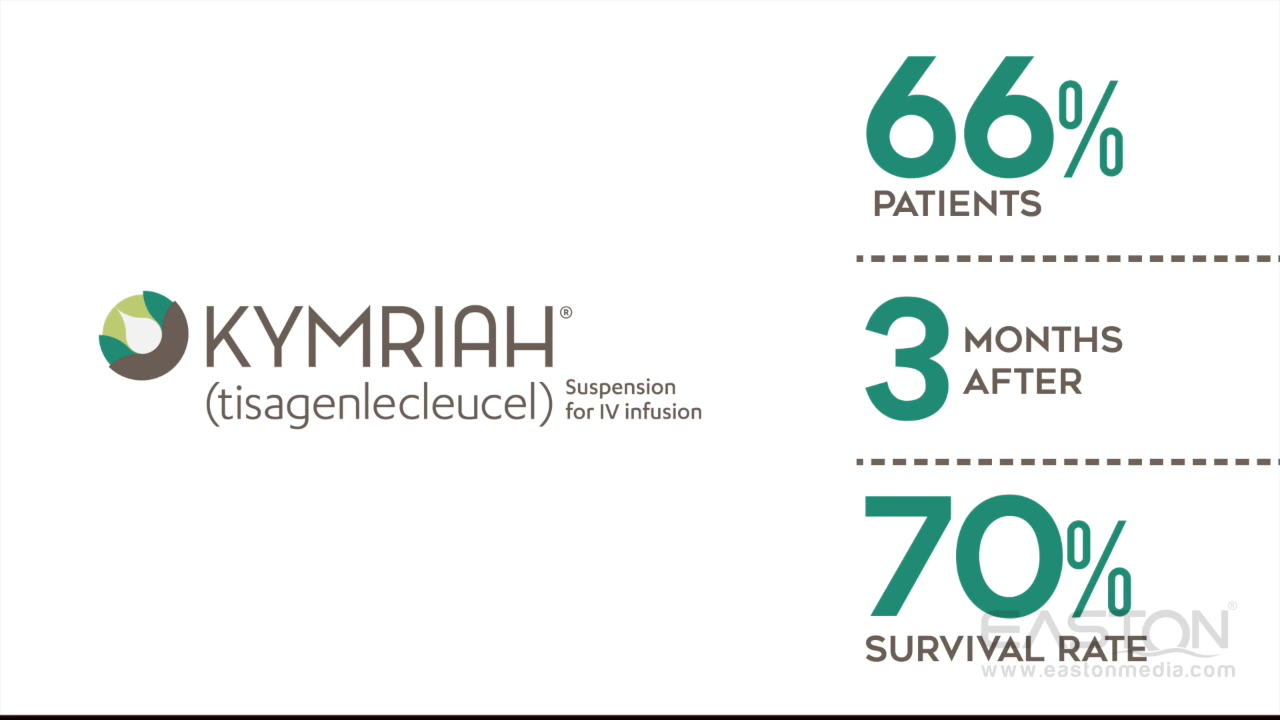 KYMRIAH®
(tisagenlecleucel)
Suspension
for IV infusion
66%
PATIENTS
3 MONTHS
AFTER
70%
SURVIVAL RATE
EASTON®
www.eastonmedia.com